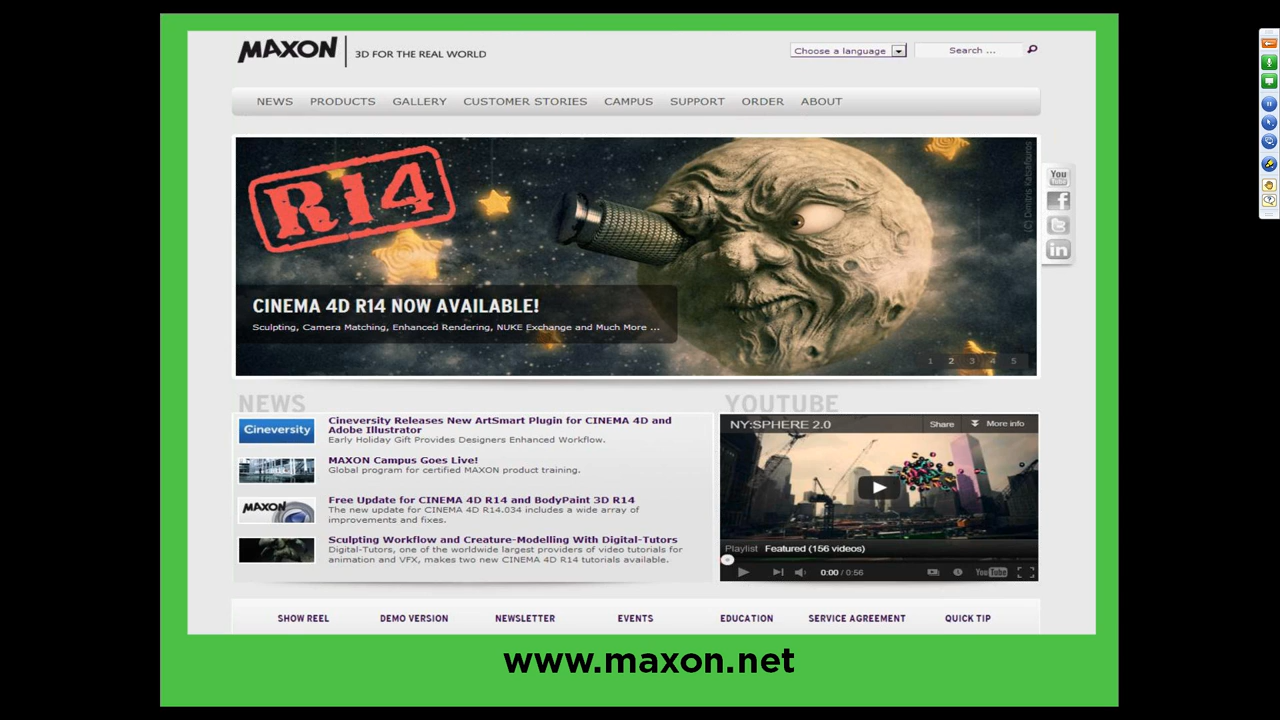 MAXON 3D FOR THE REAL WORLD
Choose a language
Search ...
NEWS PRODUCTS GALLERY CUSTOMER STORIES CAMPUS SUPPORT ORDER ABOUT
R14
(C) Dimitris Katsafouros
You
Tube
CINEMA 4D R14 NOW AVAILABLE!
Sculpting, Camera Matching, Enhanced Rendering, NUKE Exchange and Much More ...
1 2 3 4 5
NEWS
Cineversity
Cineversity Releases New ArtSmart Plugin for CINEMA 4D and
Adobe Illustrator
Early Holiday Gift Provides Designers Enhanced Workflow.
MAXON Campus Goes Live!
Global program for certified MAXON product training.
MAXON
Free Update for CINEMA 4D R14 and BodyPaint 3D R14
The new update for CINEMA 4D R14.034 includes a wide array of
improvements and fixes.
Sculpting Workflow and Creature-Modelling With Digital-Tutors
Digital-Tutors, one of the worldwide largest providers of video tutorials for
animation and VFX, makes two new CINEMA 4D R14 tutorials available.
YOUTUBE
NY:SPHERE 2.0 Share More info
Playlist Featured (156 videos)
0:00 / 0:56 YouTube
SHOW REEL DEMO VERSION NEWSLETTER EVENTS EDUCATION SERVICE AGREEMENT QUICK TIP
www.maxon.net